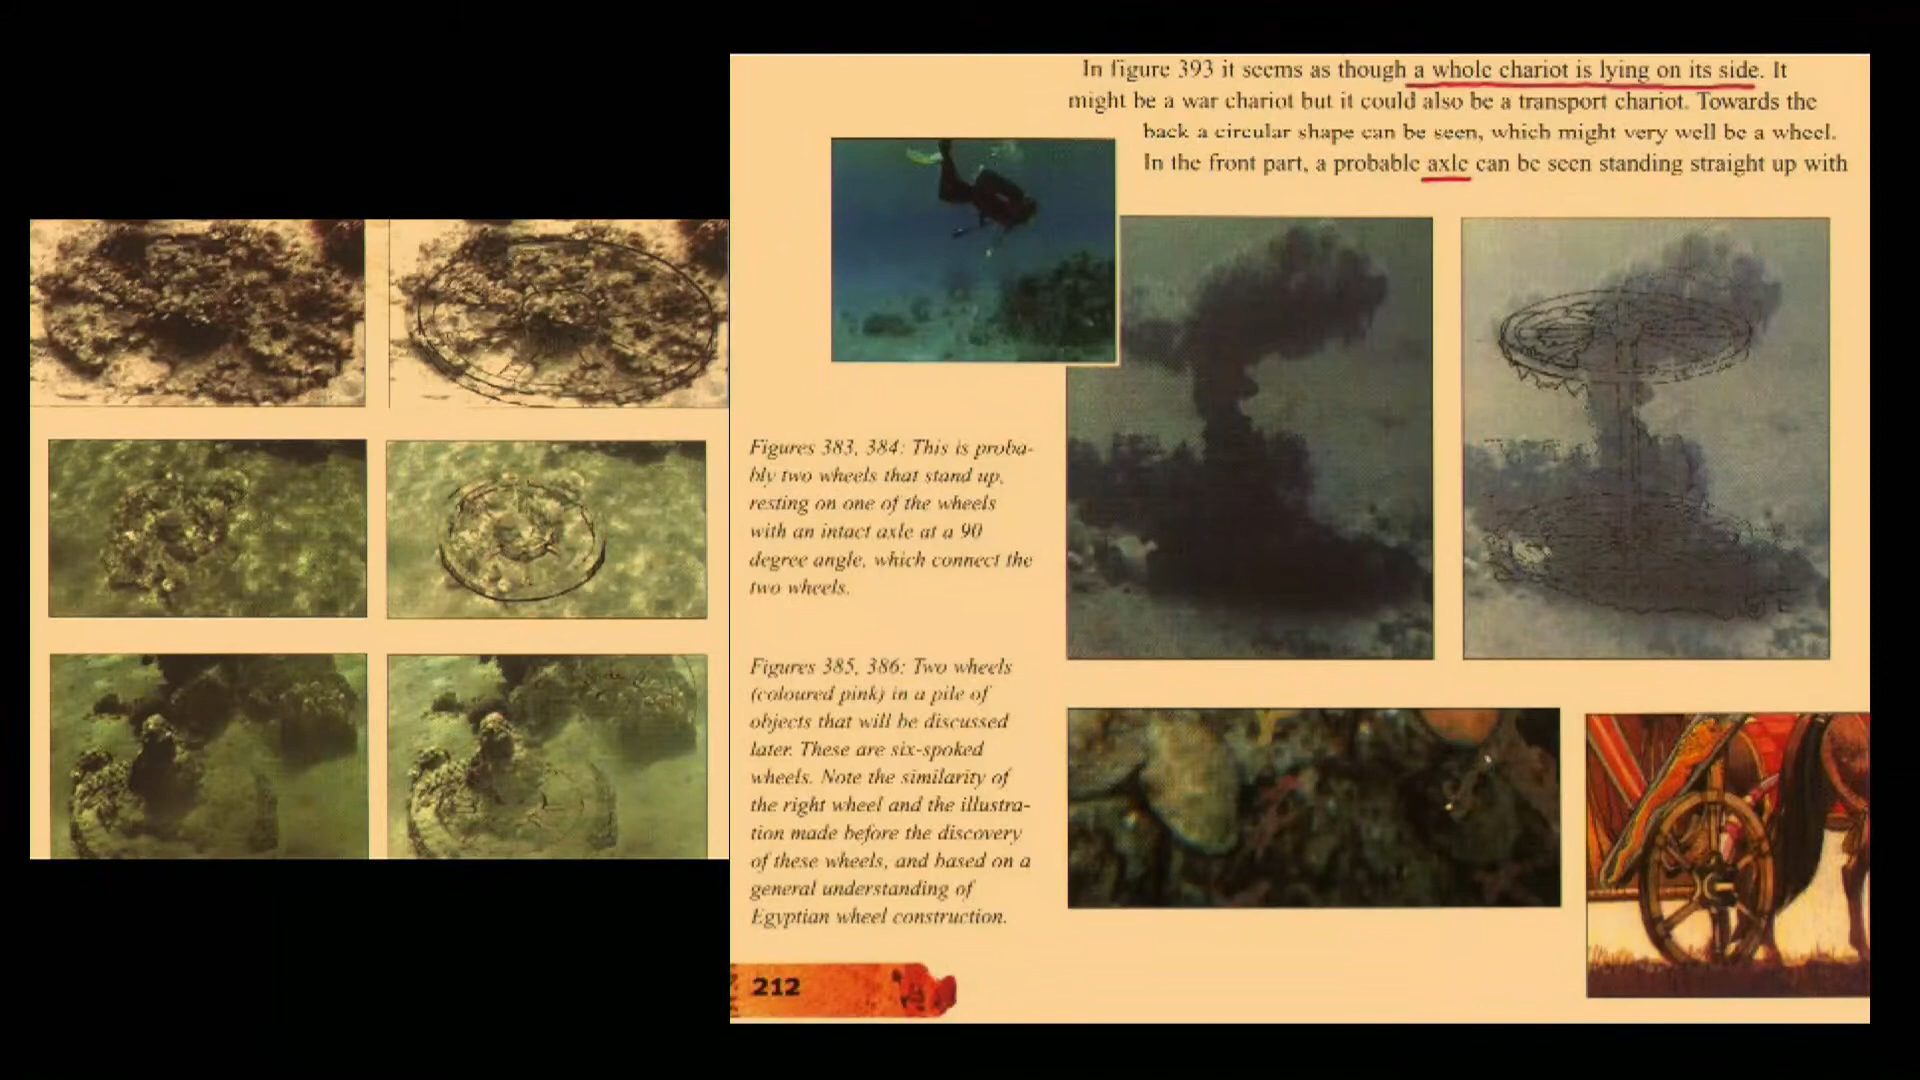 In figure 393 it seems as though a whole chariot is lying on its side. It
might be a war chariot but it could also be a transport chariot. Towards the
back a circular shape can be seen, which might very well be a wheel.
In the front part, a probable axle can be seen standing straight up with
Figures 383, 384: This is proba-
bly two wheels that stand up,
resting on one of the wheels
with an intact axle at a 90
degree angle, which connect the
two wheels.
Figures 385, 386: Two wheels
(coloured pink) in a pile of
objects that will be discussed
later. These are six-spoked
wheels. Note the similarity of
the right wheel and the illustra-
tion made before the discovery
of these wheels, and based on a
general understanding of
Egyptian wheel construction.
212